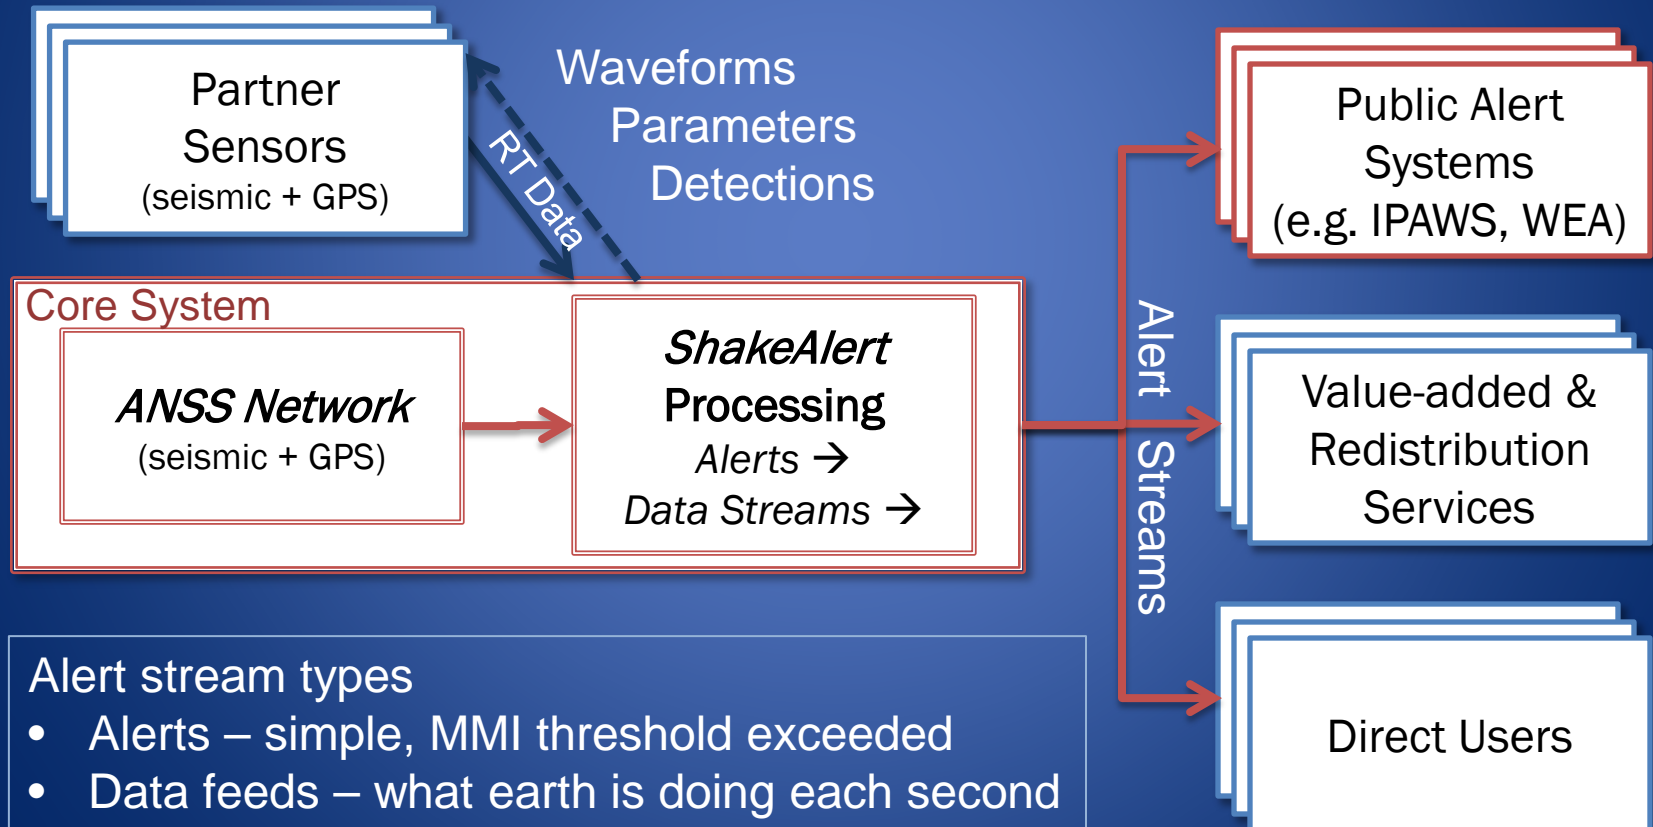 Partner
Sensors
(seismic + GPS)
RT Data
Waveforms
Parameters
Detections
Core System
ANSS Network
(seismic + GPS)
ShakeAlert
Processing
Alerts →
Data Streams →
Alert Streams
Public Alert
Systems
(e.g. IPAWS, WEA)
Value-added &
Redistribution
Services
Direct Users
Alert stream types
• Alerts – simple, MMI threshold exceeded
• Data feeds – what earth is doing each second